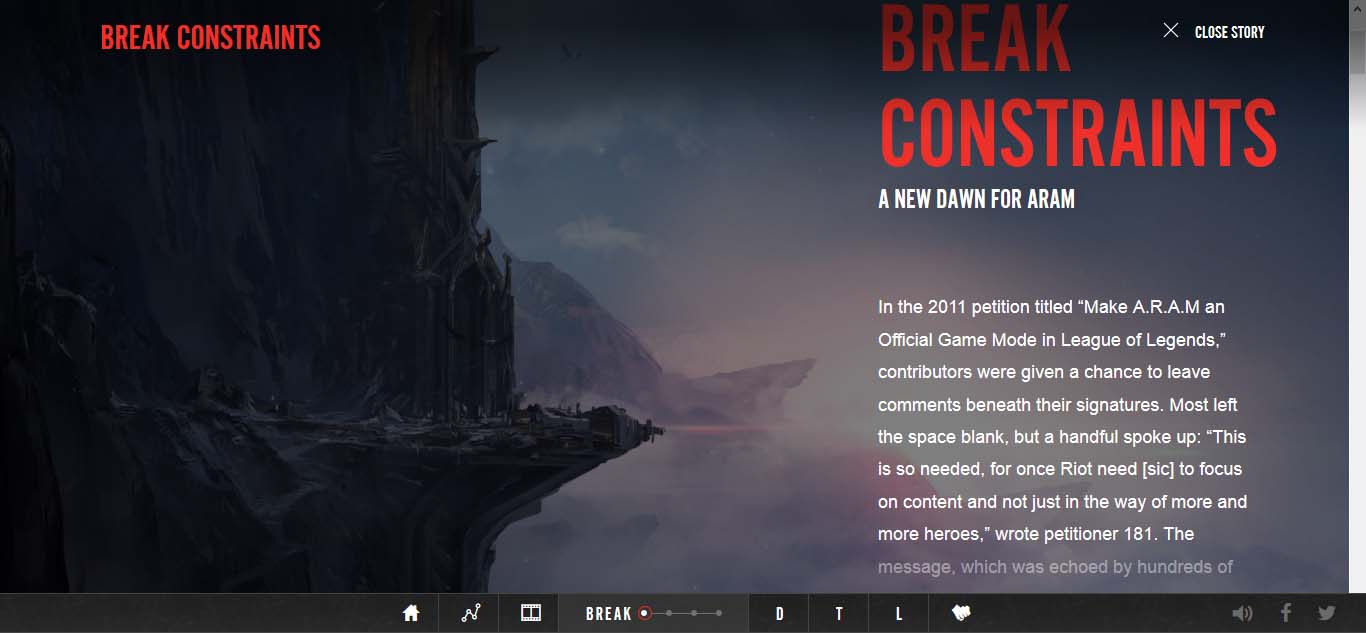 BREAK CONSTRAINTS
CLOSE STORY
BREAK
CONSTRAINTS
A NEW DAWN FOR ARAM
In the 2011 petition titled “Make A.R.A.M an
Official Game Mode in League of Legends,”
contributors were given a chance to leave
comments beneath their signatures. Most left
the space blank, but a handful spoke up: “This
is so needed, for once Riot need [sic] to focus
on content and not just in the way of more and
more heroes,” wrote petitioner 181. The
message, which was echoed by hundreds of
BREAK D T L